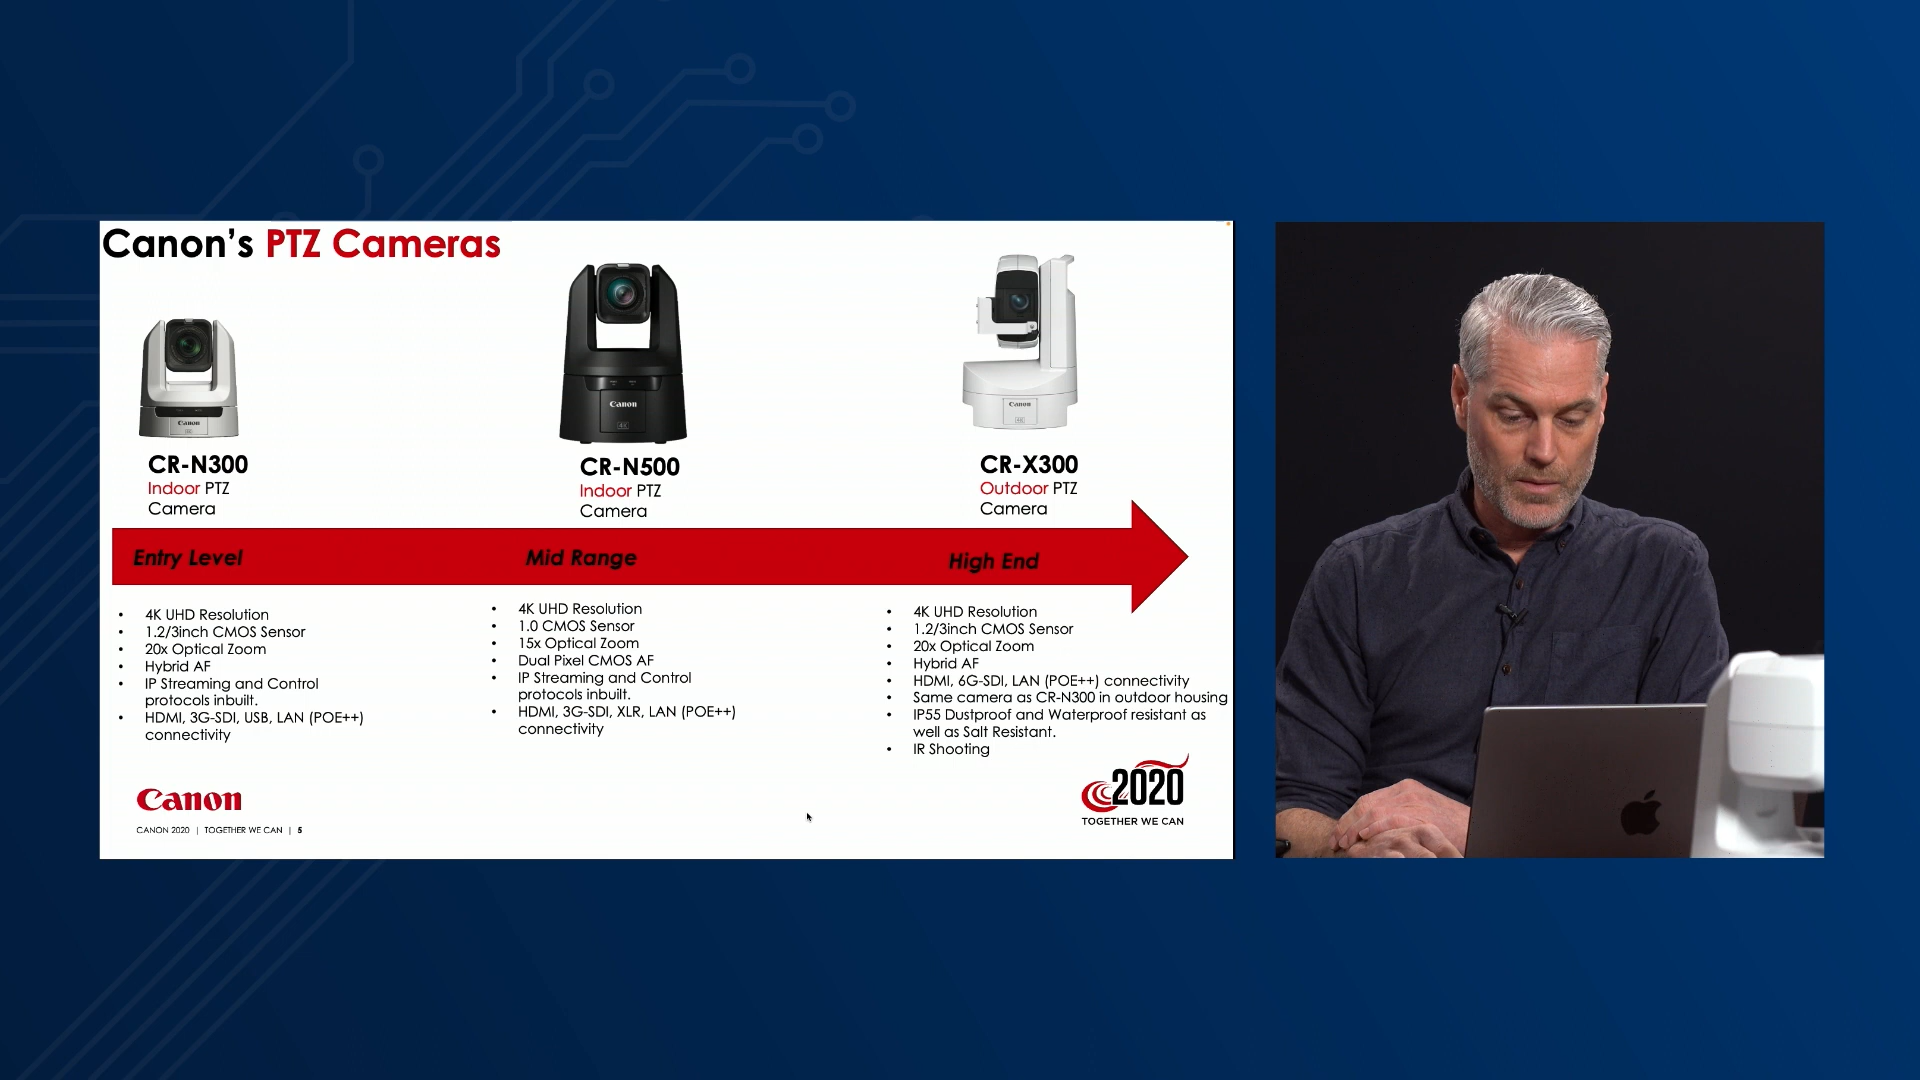 Canon's PTZ Cameras
Canon
Canon
4K
Canon
CR-N300
Indoor PTZ
Camera
CR-N500
Indoor PTZ
Camera
CR-X300
Outdoor PTZ
Camera
Entry Level
Mid Range
High End
• 4K UHD Resolution
• 1.2/3inch CMOS Sensor
• 20x Optical Zoom
• Hybrid AF
• IP Streaming and Control
protocols inbuilt.
• HDMI, 3G-SDI, USB, LAN (POE++)
connectivity
• 4K UHD Resolution
• 1.0 CMOS Sensor
• 15x Optical Zoom
• Dual Pixel CMOS AF
• IP Streaming and Control
protocols inbuilt.
• HDMI, 3G-SDI, XLR, LAN (POE++)
connectivity
• 4K UHD Resolution
• 1.2/3inch CMOS Sensor
• 20x Optical Zoom
• Hybrid AF
• HDMI, 6G-SDI, LAN (POE++) connectivity
• Same camera as CR-N300 in outdoor housing
• IP55 Dustproof and Waterproof resistant as
well as Salt Resistant.
• IR Shooting
Canon
CANON 2020 | TOGETHER WE CAN | 5
2020
TOGETHER WE CAN